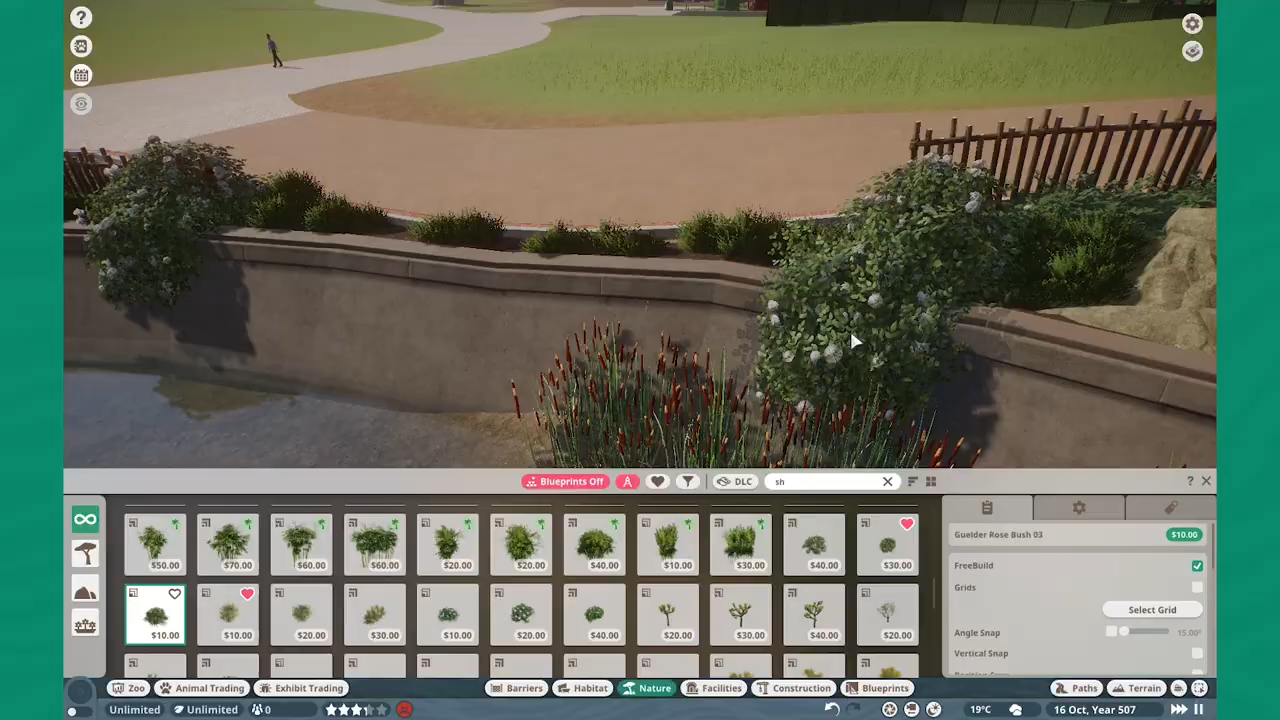 ?
Blueprints Off
A
DLC
sh
?
$50.00 $70.00 $60.00 $60.00 $20.00 $20.00 $40.00 $10.00 $30.00 $40.00 $30.00
$10.00 $10.00 $20.00 $30.00 $10.00 $20.00 $40.00 $20.00 $30.00 $40.00 $20.00
Guelder Rose Bush 03 $10.00
FreeBuild
Grids
Select Grid
Angle Snap 15.00°
Vertical Snap
Zoo Animal Trading Exhibit Trading Barriers Habitat Nature Facilities Construction Blueprints Paths Terrain
Unlimited Unlimited 0 19°C 16 Oct, Year 507